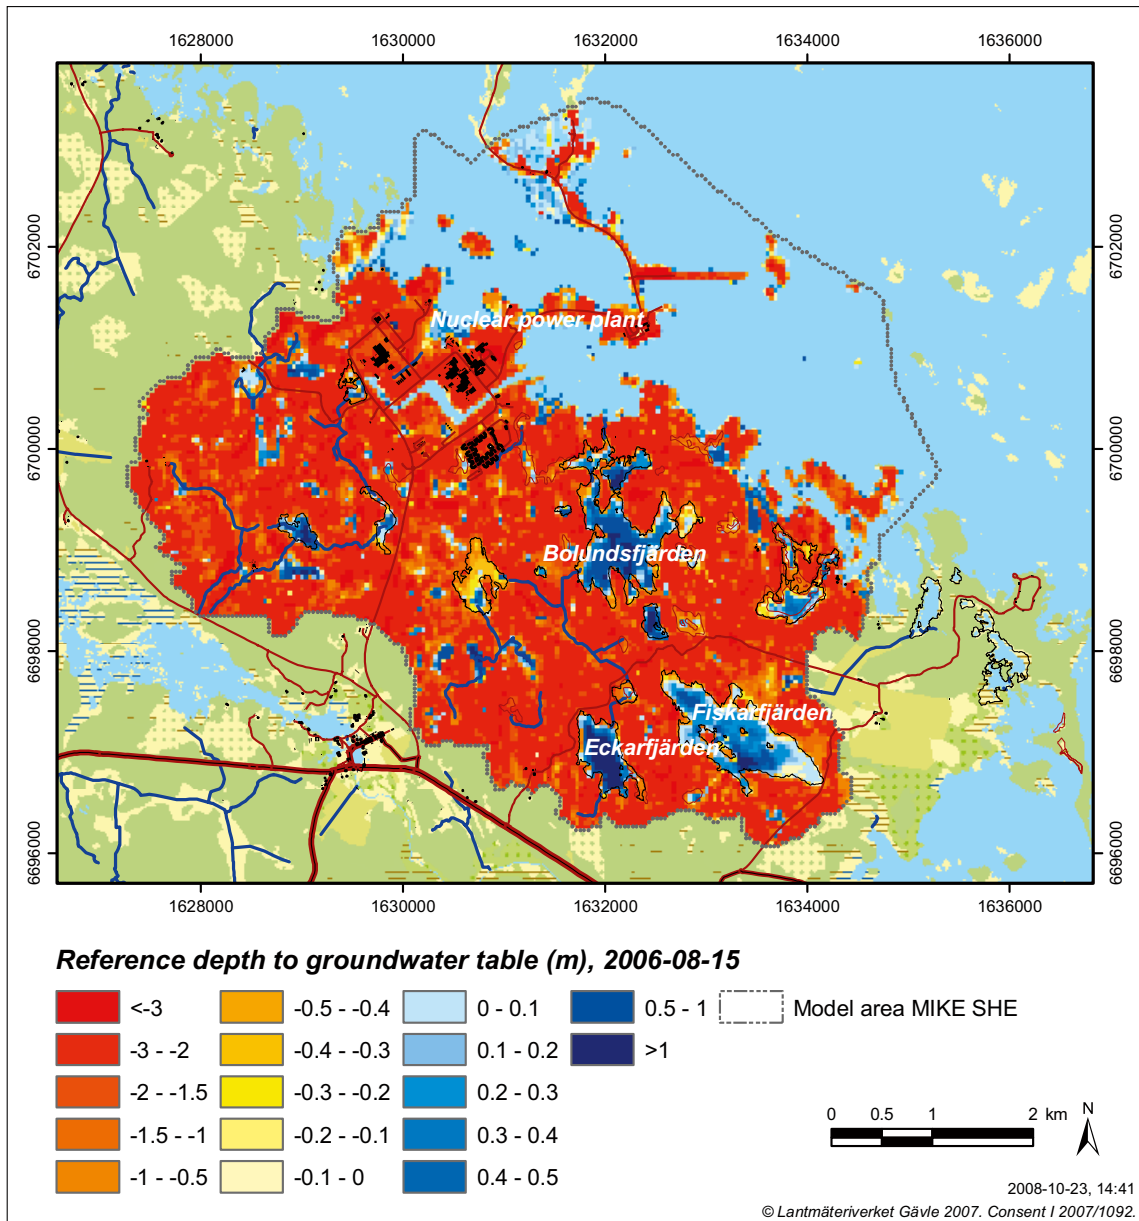 1628000 1630000 1632000 1634000 1636000
6702000 6702000
Nuclear power plant
6700000 6700000
Bolundsfjärden
6698000 6698000
Fiskarfjärden
Eckarfjärden
6696000 6696000
1628000 1630000 1632000 1634000 1636000
Reference depth to groundwater table (m), 2006-08-15
<-3 -0.5 - -0.4 0 - 0.1 0.5 - 1 Model area MIKE SHE
-3 - -2 -0.4 - -0.3 0.1 - 0.2 >1
-2 - -1.5 -0.3 - -0.2 0.2 - 0.3
-1.5 - -1 -0.2 - -0.1 0.3 - 0.4
-1 - -0.5 -0.1 - 0 0.4 - 0.5
0 0.5 1 2 km N
2008-10-23, 14:41
© Lantmäteriverket Gävle 2007. Consent I 2007/1092.